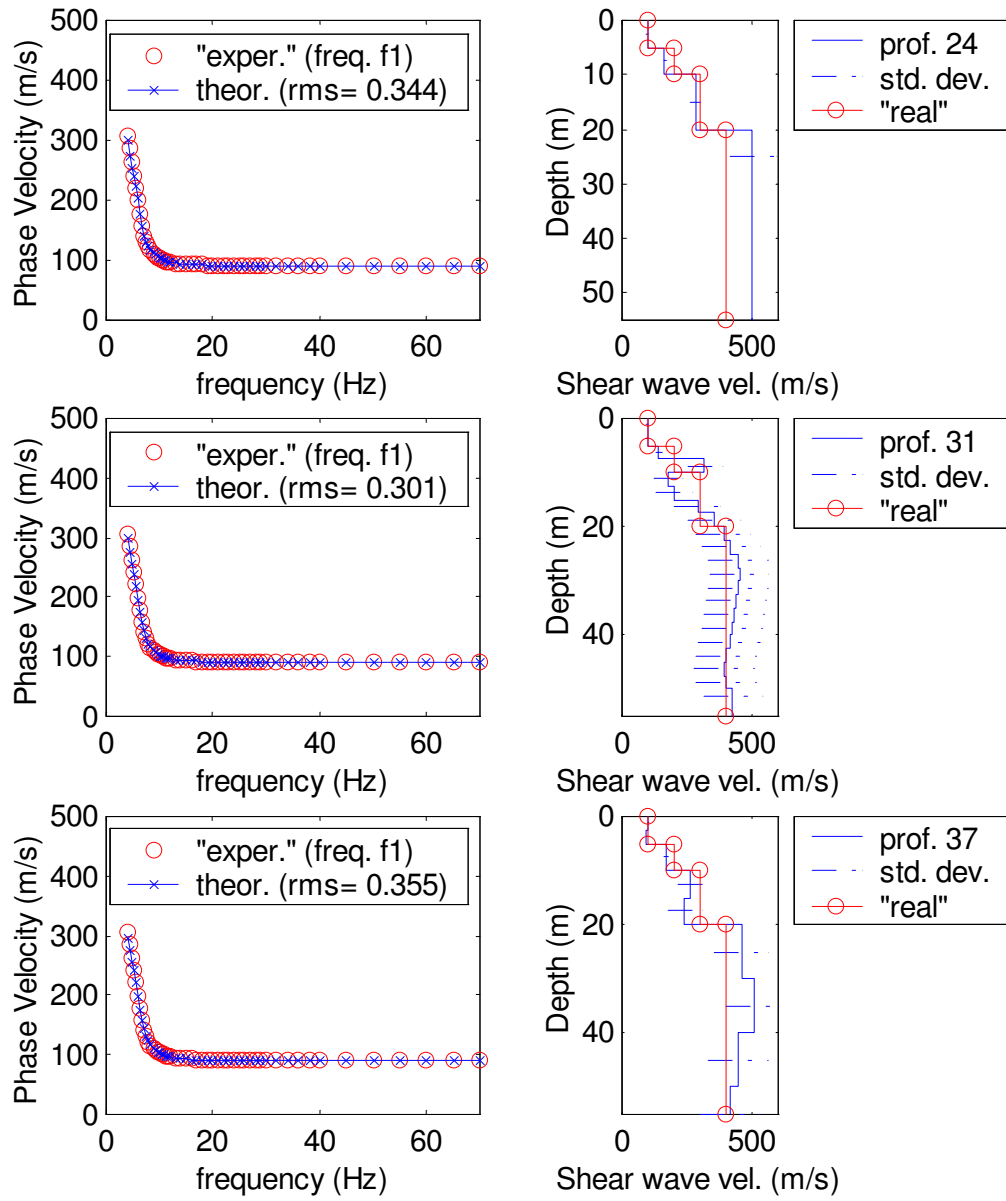 500
400
300
200
100
0
Phase Velocity (m/s)
"exper." (freq. f1)
theor. (rms= 0.344)
0 20 40 60
frequency (Hz)
0
10
20
30
40
50
Depth (m)
0 500
Shear wave vel. (m/s)
prof. 24
std. dev.
"real"
500
400
300
200
100
0
Phase Velocity (m/s)
"exper." (freq. f1)
theor. (rms= 0.301)
0 20 40 60
frequency (Hz)
0
20
40
Depth (m)
0 500
Shear wave vel. (m/s)
prof. 31
std. dev.
"real"
500
400
300
200
100
0
Phase Velocity (m/s)
"exper." (freq. f1)
theor. (rms= 0.355)
0 20 40 60
frequency (Hz)
0
20
40
Depth (m)
0 500
Shear wave vel. (m/s)
prof. 37
std. dev.
"real"